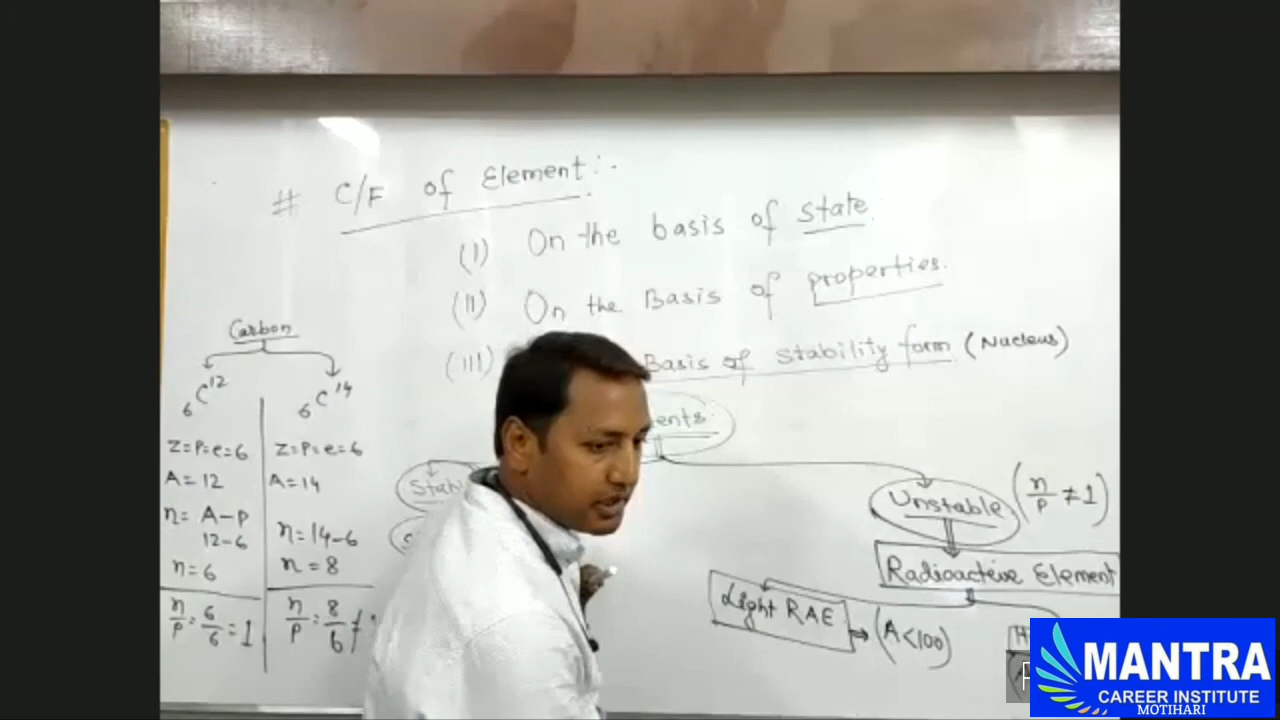 # C/F of Element:-
(I) On the basis of state.
(II) On the Basis of properties.
(III) Basis of Stability form (Nucleus)
Carbon
₆C¹² ₆C¹⁴
Z=P=e=6
A=12
n= A-P
12-6
n=6
n/p = 6/6 = 1
Z=P=e=6
A=14
n=14-6
n=8
n/p = 8/6 ≠
Unstable (n/p ≠ 1)
Radioactive Element
Light RAE → (A<100)
MANTRA
CAREER INSTITUTE
MOTIHARI